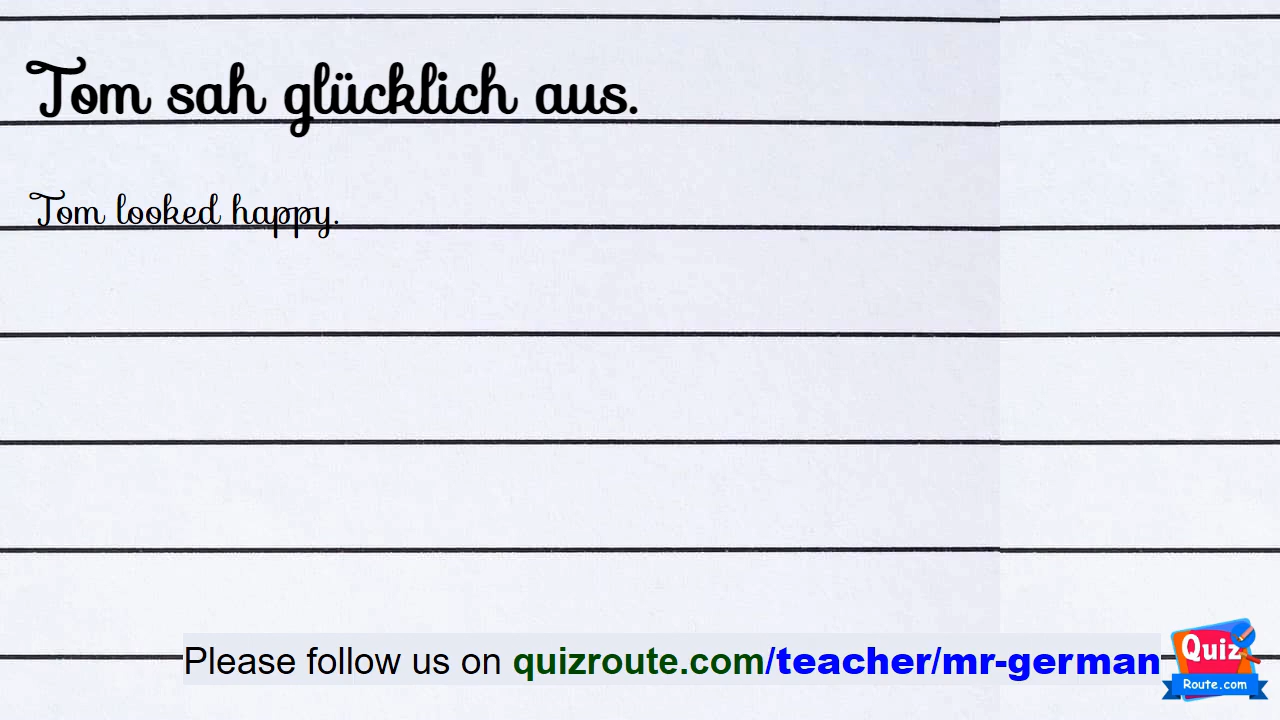 Tom sah glücklich aus.
Tom looked happy.
Please follow us on quizroute.com/teacher/mr-german
Quiz
Route.com